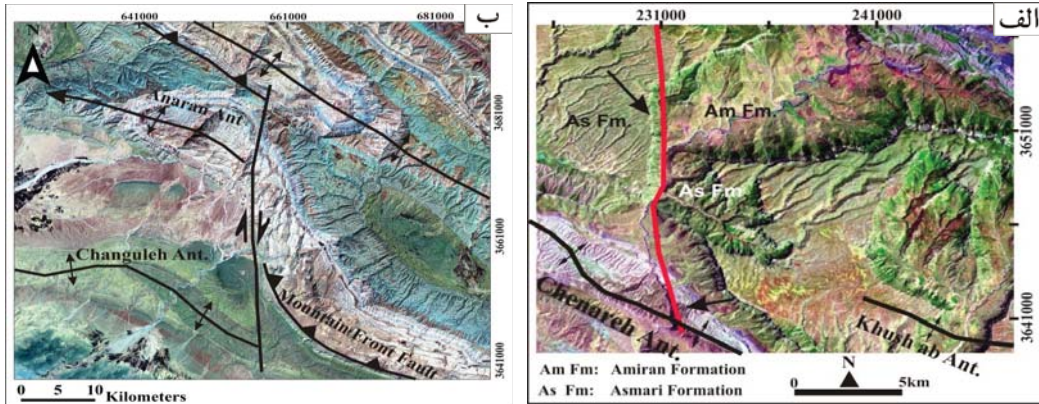 الف
231000
241000
As Fm.
Am Fm.
3651000
As Fm
Chenareh Ant.
Khush ab Ant.
3641000
Am Fm: Amiran Formation
As Fm: Asmari Formation
N
0 5km
ب
641000
661000
681000
N
Anaran Ant
3681000
3661000
Changuleh Ant.
Mountain Front Fault
3641000
0 5 10
Kilometers